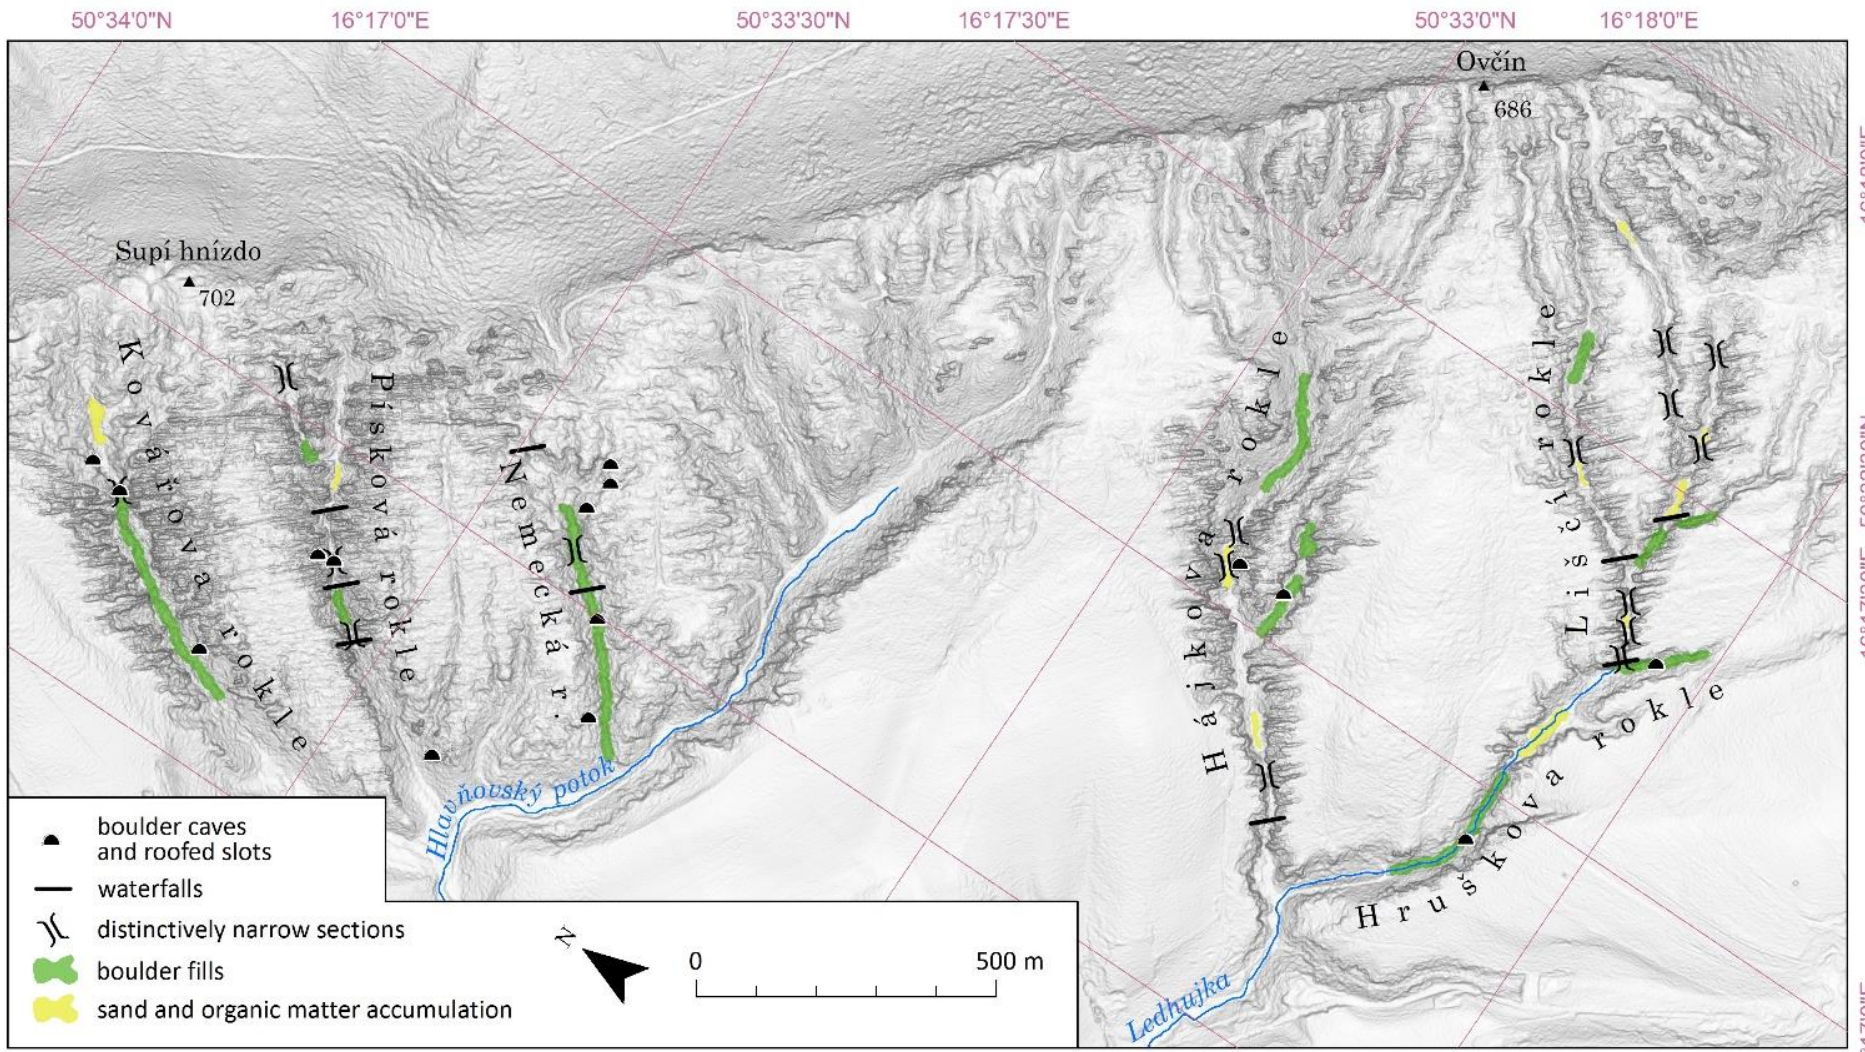 50°34'0"N
16°17'0"E
50°33'30"N
16°17'30"E
50°33'0"N
16°18'0"E
Ovčín
686
Supí hnízdo
702
Kovářova rokle
Písková rokle
Nemecká r.
Hájkova rokle
Liščí rokle
Hruškova rokle
Hlavňovský potok
Ledhujka
boulder caves
and roofed slots
waterfalls
distinctively narrow sections
boulder fills
sand and organic matter accumulation
N
0
500 m